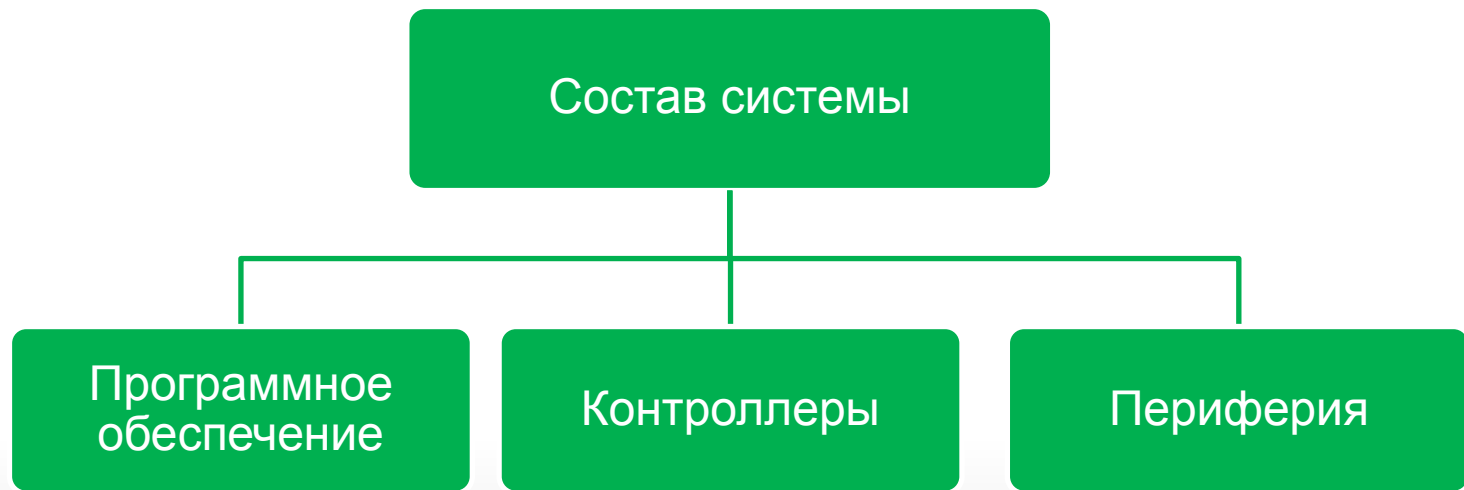 Состав системы
Программное
обеспечение
Контроллеры
Периферия